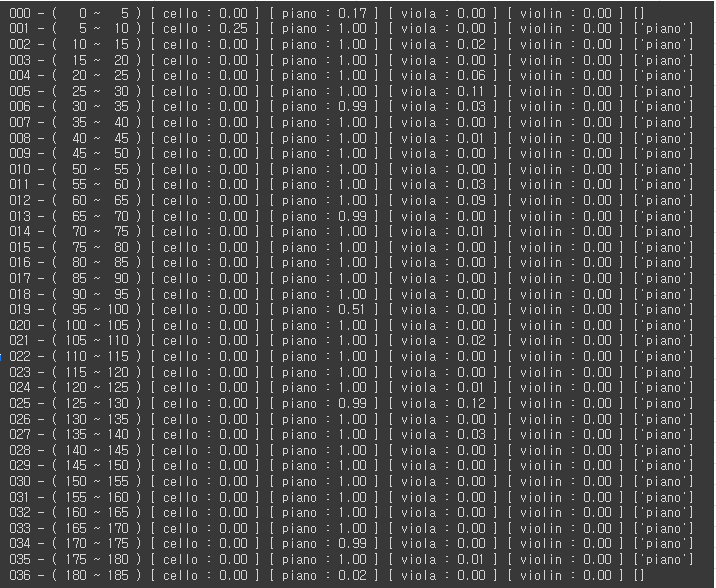 000 - (   0 ~   5 ) [ cello : 0.00 ] [ piano : 0.17 ] [ viola : 0.00 ] [ violin : 0.00 ] []
001 - (   5 ~  10 ) [ cello : 0.25 ] [ piano : 1.00 ] [ viola : 0.00 ] [ violin : 0.00 ] ['piano']
002 - (  10 ~  15 ) [ cello : 0.00 ] [ piano : 1.00 ] [ viola : 0.02 ] [ violin : 0.00 ] ['piano']
003 - (  15 ~  20 ) [ cello : 0.00 ] [ piano : 1.00 ] [ viola : 0.00 ] [ violin : 0.00 ] ['piano']
004 - (  20 ~  25 ) [ cello : 0.00 ] [ piano : 1.00 ] [ viola : 0.06 ] [ violin : 0.00 ] ['piano']
005 - (  25 ~  30 ) [ cello : 0.00 ] [ piano : 1.00 ] [ viola : 0.11 ] [ violin : 0.00 ] ['piano']
006 - (  30 ~  35 ) [ cello : 0.00 ] [ piano : 0.99 ] [ viola : 0.03 ] [ violin : 0.00 ] ['piano']
007 - (  35 ~  40 ) [ cello : 0.00 ] [ piano : 1.00 ] [ viola : 0.00 ] [ violin : 0.00 ] ['piano']
008 - (  40 ~  45 ) [ cello : 0.00 ] [ piano : 1.00 ] [ viola : 0.01 ] [ violin : 0.00 ] ['piano']
009 - (  45 ~  50 ) [ cello : 0.00 ] [ piano : 1.00 ] [ viola : 0.00 ] [ violin : 0.00 ] ['piano']
010 - (  50 ~  55 ) [ cello : 0.00 ] [ piano : 1.00 ] [ viola : 0.00 ] [ violin : 0.00 ] ['piano']
011 - (  55 ~  60 ) [ cello : 0.00 ] [ piano : 1.00 ] [ viola : 0.03 ] [ violin : 0.00 ] ['piano']
012 - (  60 ~  65 ) [ cello : 0.00 ] [ piano : 1.00 ] [ viola : 0.09 ] [ violin : 0.00 ] ['piano']
013 - (  65 ~  70 ) [ cello : 0.00 ] [ piano : 0.99 ] [ viola : 0.00 ] [ violin : 0.00 ] ['piano']
014 - (  70 ~  75 ) [ cello : 0.00 ] [ piano : 1.00 ] [ viola : 0.01 ] [ violin : 0.00 ] ['piano']
015 - (  75 ~  80 ) [ cello : 0.00 ] [ piano : 1.00 ] [ viola : 0.00 ] [ violin : 0.00 ] ['piano']
016 - (  80 ~  85 ) [ cello : 0.00 ] [ piano : 1.00 ] [ viola : 0.00 ] [ violin : 0.00 ] ['piano']
017 - (  85 ~  90 ) [ cello : 0.00 ] [ piano : 1.00 ] [ viola : 0.00 ] [ violin : 0.00 ] ['piano']
018 - (  90 ~  95 ) [ cello : 0.00 ] [ piano : 1.00 ] [ viola : 0.00 ] [ violin : 0.00 ] ['piano']
019 - (  95 ~ 100 ) [ cello : 0.00 ] [ piano : 0.51 ] [ viola : 0.00 ] [ violin : 0.00 ] ['piano']
020 - ( 100 ~ 105 ) [ cello : 0.00 ] [ piano : 1.00 ] [ viola : 0.00 ] [ violin : 0.00 ] ['piano']
021 - ( 105 ~ 110 ) [ cello : 0.00 ] [ piano : 1.00 ] [ viola : 0.02 ] [ violin : 0.00 ] ['piano']
022 - ( 110 ~ 115 ) [ cello : 0.00 ] [ piano : 1.00 ] [ viola : 0.00 ] [ violin : 0.00 ] ['piano']
023 - ( 115 ~ 120 ) [ cello : 0.00 ] [ piano : 1.00 ] [ viola : 0.00 ] [ violin : 0.00 ] ['piano']
024 - ( 120 ~ 125 ) [ cello : 0.00 ] [ piano : 1.00 ] [ viola : 0.01 ] [ violin : 0.00 ] ['piano']
025 - ( 125 ~ 130 ) [ cello : 0.00 ] [ piano : 0.99 ] [ viola : 0.12 ] [ violin : 0.00 ] ['piano']
026 - ( 130 ~ 135 ) [ cello : 0.00 ] [ piano : 1.00 ] [ viola : 0.00 ] [ violin : 0.00 ] ['piano']
027 - ( 135 ~ 140 ) [ cello : 0.00 ] [ piano : 1.00 ] [ viola : 0.03 ] [ violin : 0.00 ] ['piano']
028 - ( 140 ~ 145 ) [ cello : 0.00 ] [ piano : 1.00 ] [ viola : 0.00 ] [ violin : 0.00 ] ['piano']
029 - ( 145 ~ 150 ) [ cello : 0.00 ] [ piano : 1.00 ] [ viola : 0.00 ] [ violin : 0.00 ] ['piano']
030 - ( 150 ~ 155 ) [ cello : 0.00 ] [ piano : 1.00 ] [ viola : 0.00 ] [ violin : 0.00 ] ['piano']
031 - ( 155 ~ 160 ) [ cello : 0.00 ] [ piano : 1.00 ] [ viola : 0.00 ] [ violin : 0.00 ] ['piano']
032 - ( 160 ~ 165 ) [ cello : 0.00 ] [ piano : 1.00 ] [ viola : 0.00 ] [ violin : 0.00 ] ['piano']
033 - ( 165 ~ 170 ) [ cello : 0.00 ] [ piano : 1.00 ] [ viola : 0.00 ] [ violin : 0.00 ] ['piano']
034 - ( 170 ~ 175 ) [ cello : 0.00 ] [ piano : 0.99 ] [ viola : 0.00 ] [ violin : 0.00 ] ['piano']
035 - ( 175 ~ 180 ) [ cello : 0.00 ] [ piano : 1.00 ] [ viola : 0.01 ] [ violin : 0.00 ] ['piano']
036 - ( 180 ~ 185 ) [ cello : 0.00 ] [ piano : 0.02 ] [ viola : 0.00 ] [ violin : 0.00 ] []